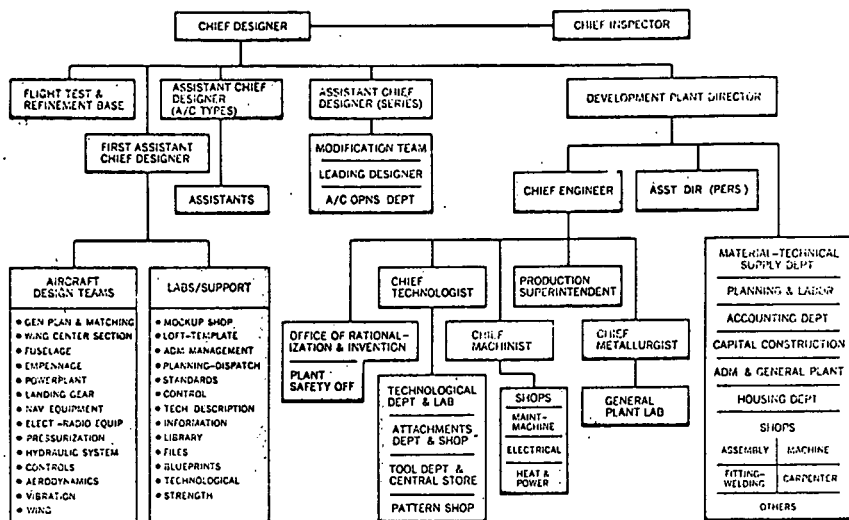 CHIEF DESIGNER
CHIEF INSPECTOR
FLIGHT TEST &
REFINEMENT BASE
ASSISTANT CHIEF
DESIGNER
(A/C TYPES)
ASSISTANT CHIEF
DESIGNER (SERIES)
DEVELOPMENT PLANT DIRECTOR
FIRST ASSISTANT
CHIEF DESIGNER
MODIFICATION TEAM
LEADING DESIGNER
A/C OPNS DEPT
ASSISTANTS
CHIEF
ENGINEER
ASST DIR (PERS)
AIRCRAFT
DESIGN TEAMS
• GEN PLAN & MATCHING
• WING CENTER SECTION
• FUSELAGE
• EMPENNAGE
• POWERPLANT
• LANDING GEAR
• NAV EQUIPMENT
• ELECT-RADIO EQUIP
• PRESSURIZATION
• HYDRAULIC SYSTEM
• CONTROLS
• AERODYNAMICS
• VIBRATION
• WING
LABS/SUPPORT
• MOCKUP SHOP
• LOFT-TEMPLATE
• ADM MANAGEMENT
• PLANNING-DISPATCH
• STANDARDS
• CONTROL
• TECH DESCRIPTION
• INFORMATION
• LIBRARY
• FILES
• BLUEPRINTS
• TECHNOLOGICAL
• STRENGTH
CHIEF
TECHNOLOGIST
PRODUCTION
SUPERINTENDENT
OFFICE OF RATIONAL-
IZATION & INVENTION
PLANT
SAFETY OFF
CHIEF
MACHINIST
CHIEF
METALLURGIST
TECHNOLOGICAL
DEPT & LAB
ATTACHMENTS
DEPT & SHOP
TOOL DEPT &
CENTRAL STORE
PATTERN SHOP
SHOPS
MAINT-
MACHINE
ELECTRICAL
HEAT &
POWER
GENERAL
PLANT LAB
MATERIAL-TECHNICAL
SUPPLY DEPT
PLANNING & LABOR
ACCOUNTING DEPT
CAPITAL CONSTRUCTION
ADM & GENERAL PLANT
HOUSING DEPT
SHOPS
ASSEMBLY MACHINE
FITTING-
WELDING CARPENTER
OTHERS